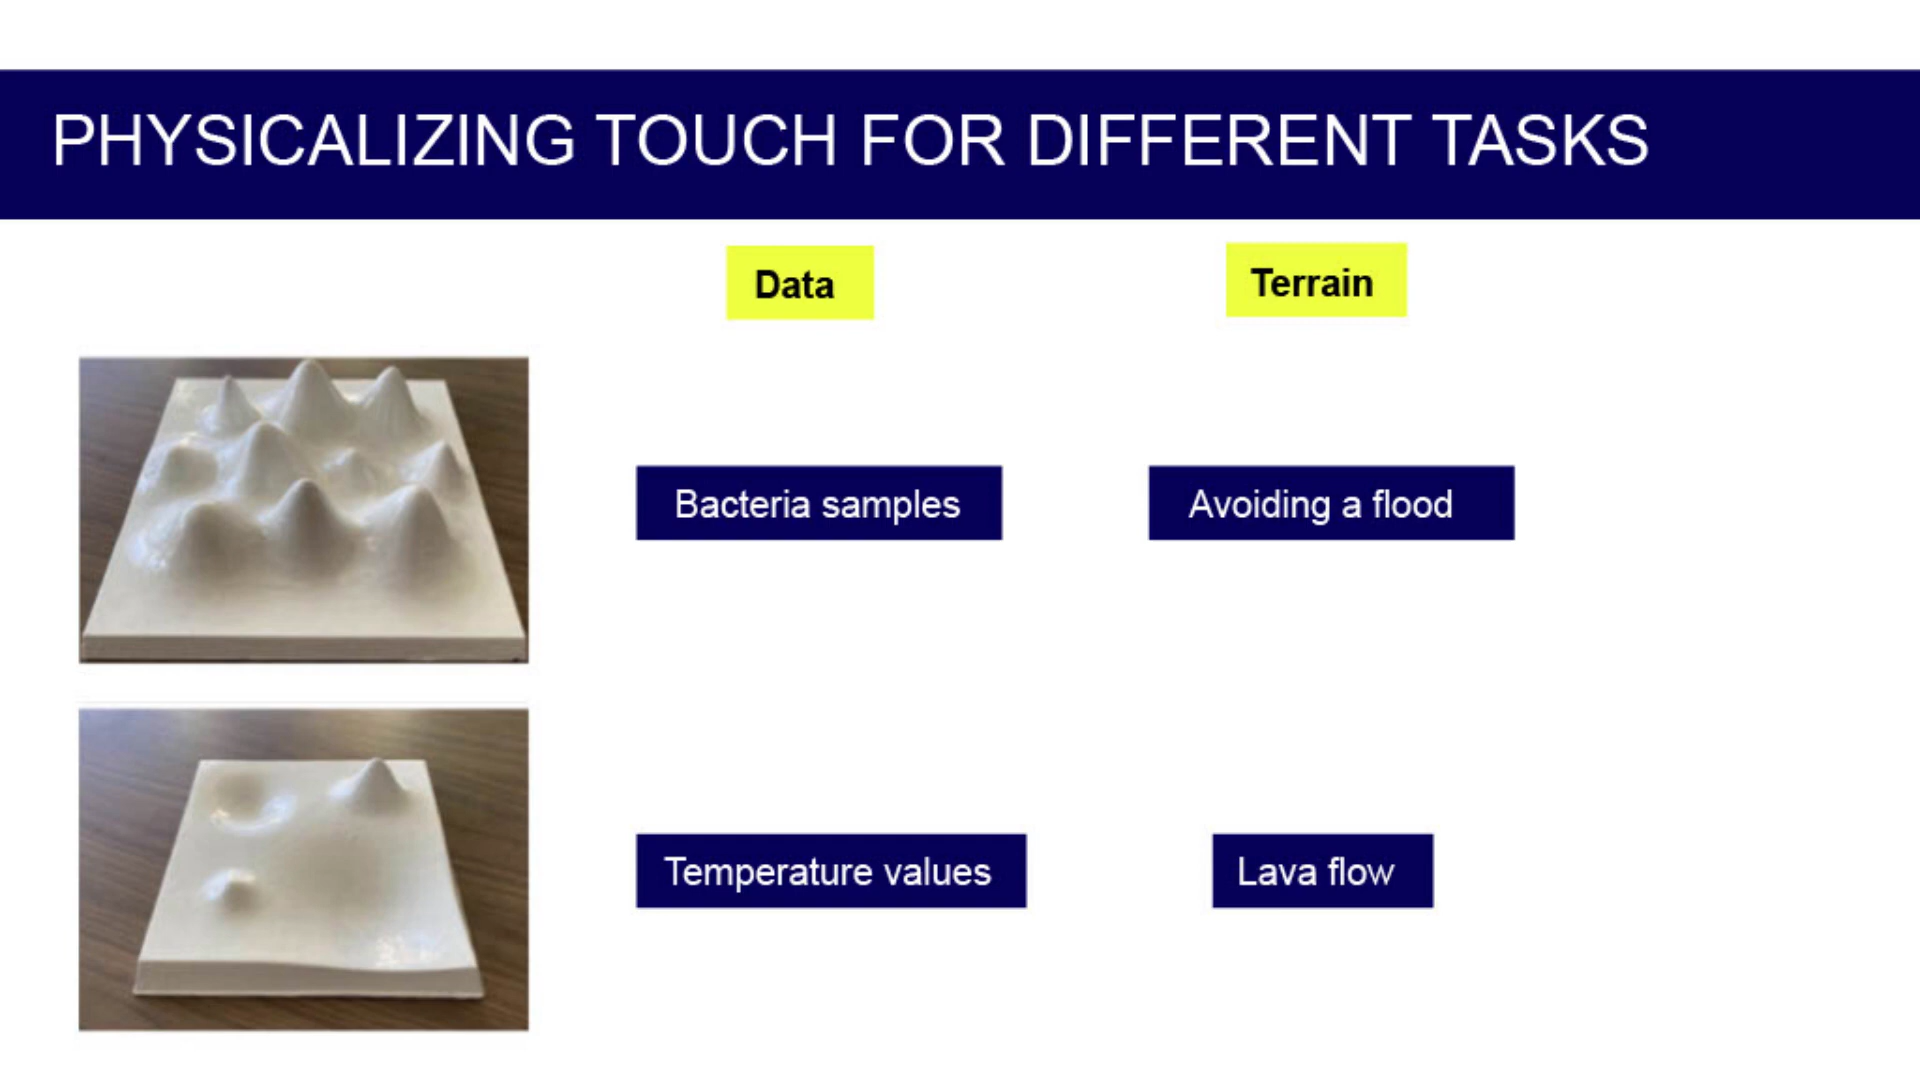 PHYSICALIZING TOUCH FOR DIFFERENT TASKS
Data
Terrain
Bacteria samples
Avoiding a flood
Temperature values
Lava flow